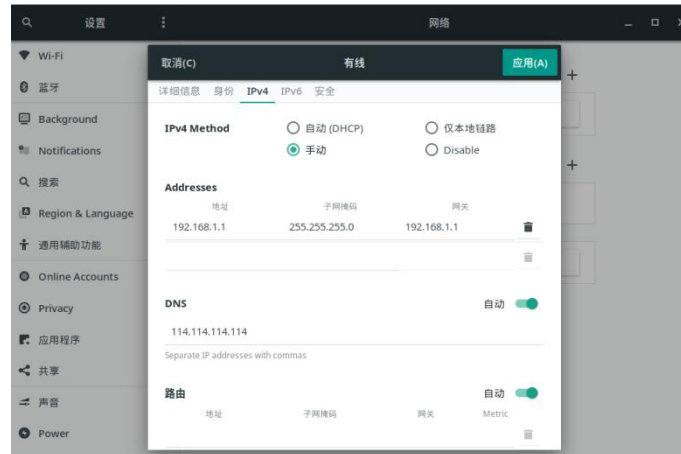 设置
网络
Wi-Fi
蓝牙
Background
Notifications
搜索
Region & Language
通用辅助功能
Online Accounts
Privacy
应用程序
共享
声音
Power
取消(C)
有线
应用(A)
详细信息 身份 IPv4 IPv6 安全
IPv4 Method
自动 (DHCP)
仅本地链路
手动
Disable
Addresses
地址 子网掩码 网关
192.168.1.1 255.255.255.0 192.168.1.1
DNS
自动
114.114.114.114
Separate IP addresses with commas
路由
自动
地址 子网掩码 网关 Metric